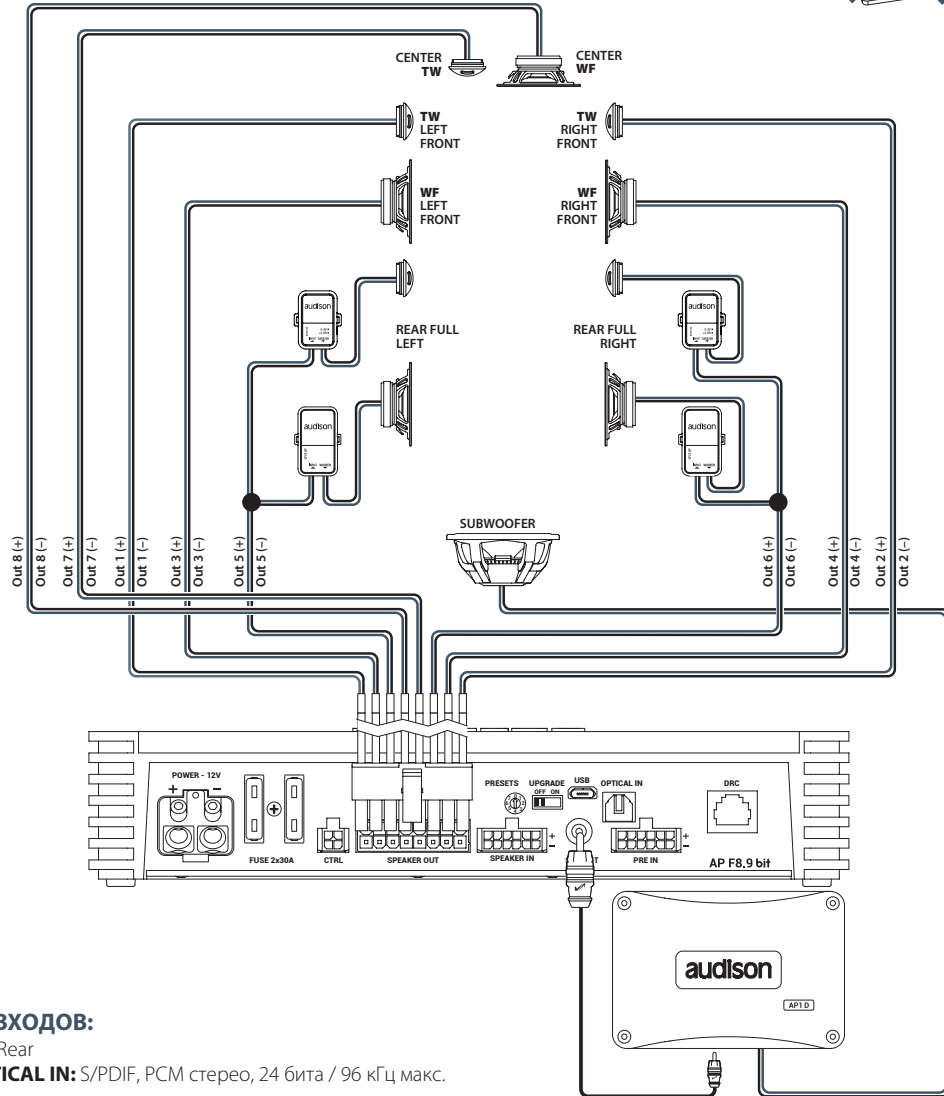 CENTER
TW
CENTER
WF
TW
LEFT
FRONT
TW
RIGHT
FRONT
WF
LEFT
FRONT
WF
RIGHT
FRONT
audison
audison
REAR FULL
LEFT
REAR FULL
RIGHT
audison
audison
SUBWOOFER
Out 8 (+)
Out 8 (−)
Out 7 (+)
Out 7 (−)
Out 1 (+)
Out 1 (−)
Out 3 (+)
Out 3 (−)
Out 5 (+)
Out 5 (−)
Out 6 (+)
Out 6 (−)
Out 4 (+)
Out 4 (−)
Out 2 (+)
Out 2 (−)
POWER - 12V
+ −
FUSE 2x30A
CTRL
SPEAKER OUT
PRESETS
UPGRADE
OFF ON
USB
OPTICAL IN
DRC
SPEAKER IN
+
−
PRE IN
+
−
AP F8.9 bit
audison
AP1 D
ВХОДОВ:
Rear
TICAL IN: S/PDIF, PCM стерео, 24 бита / 96 кГц макс.